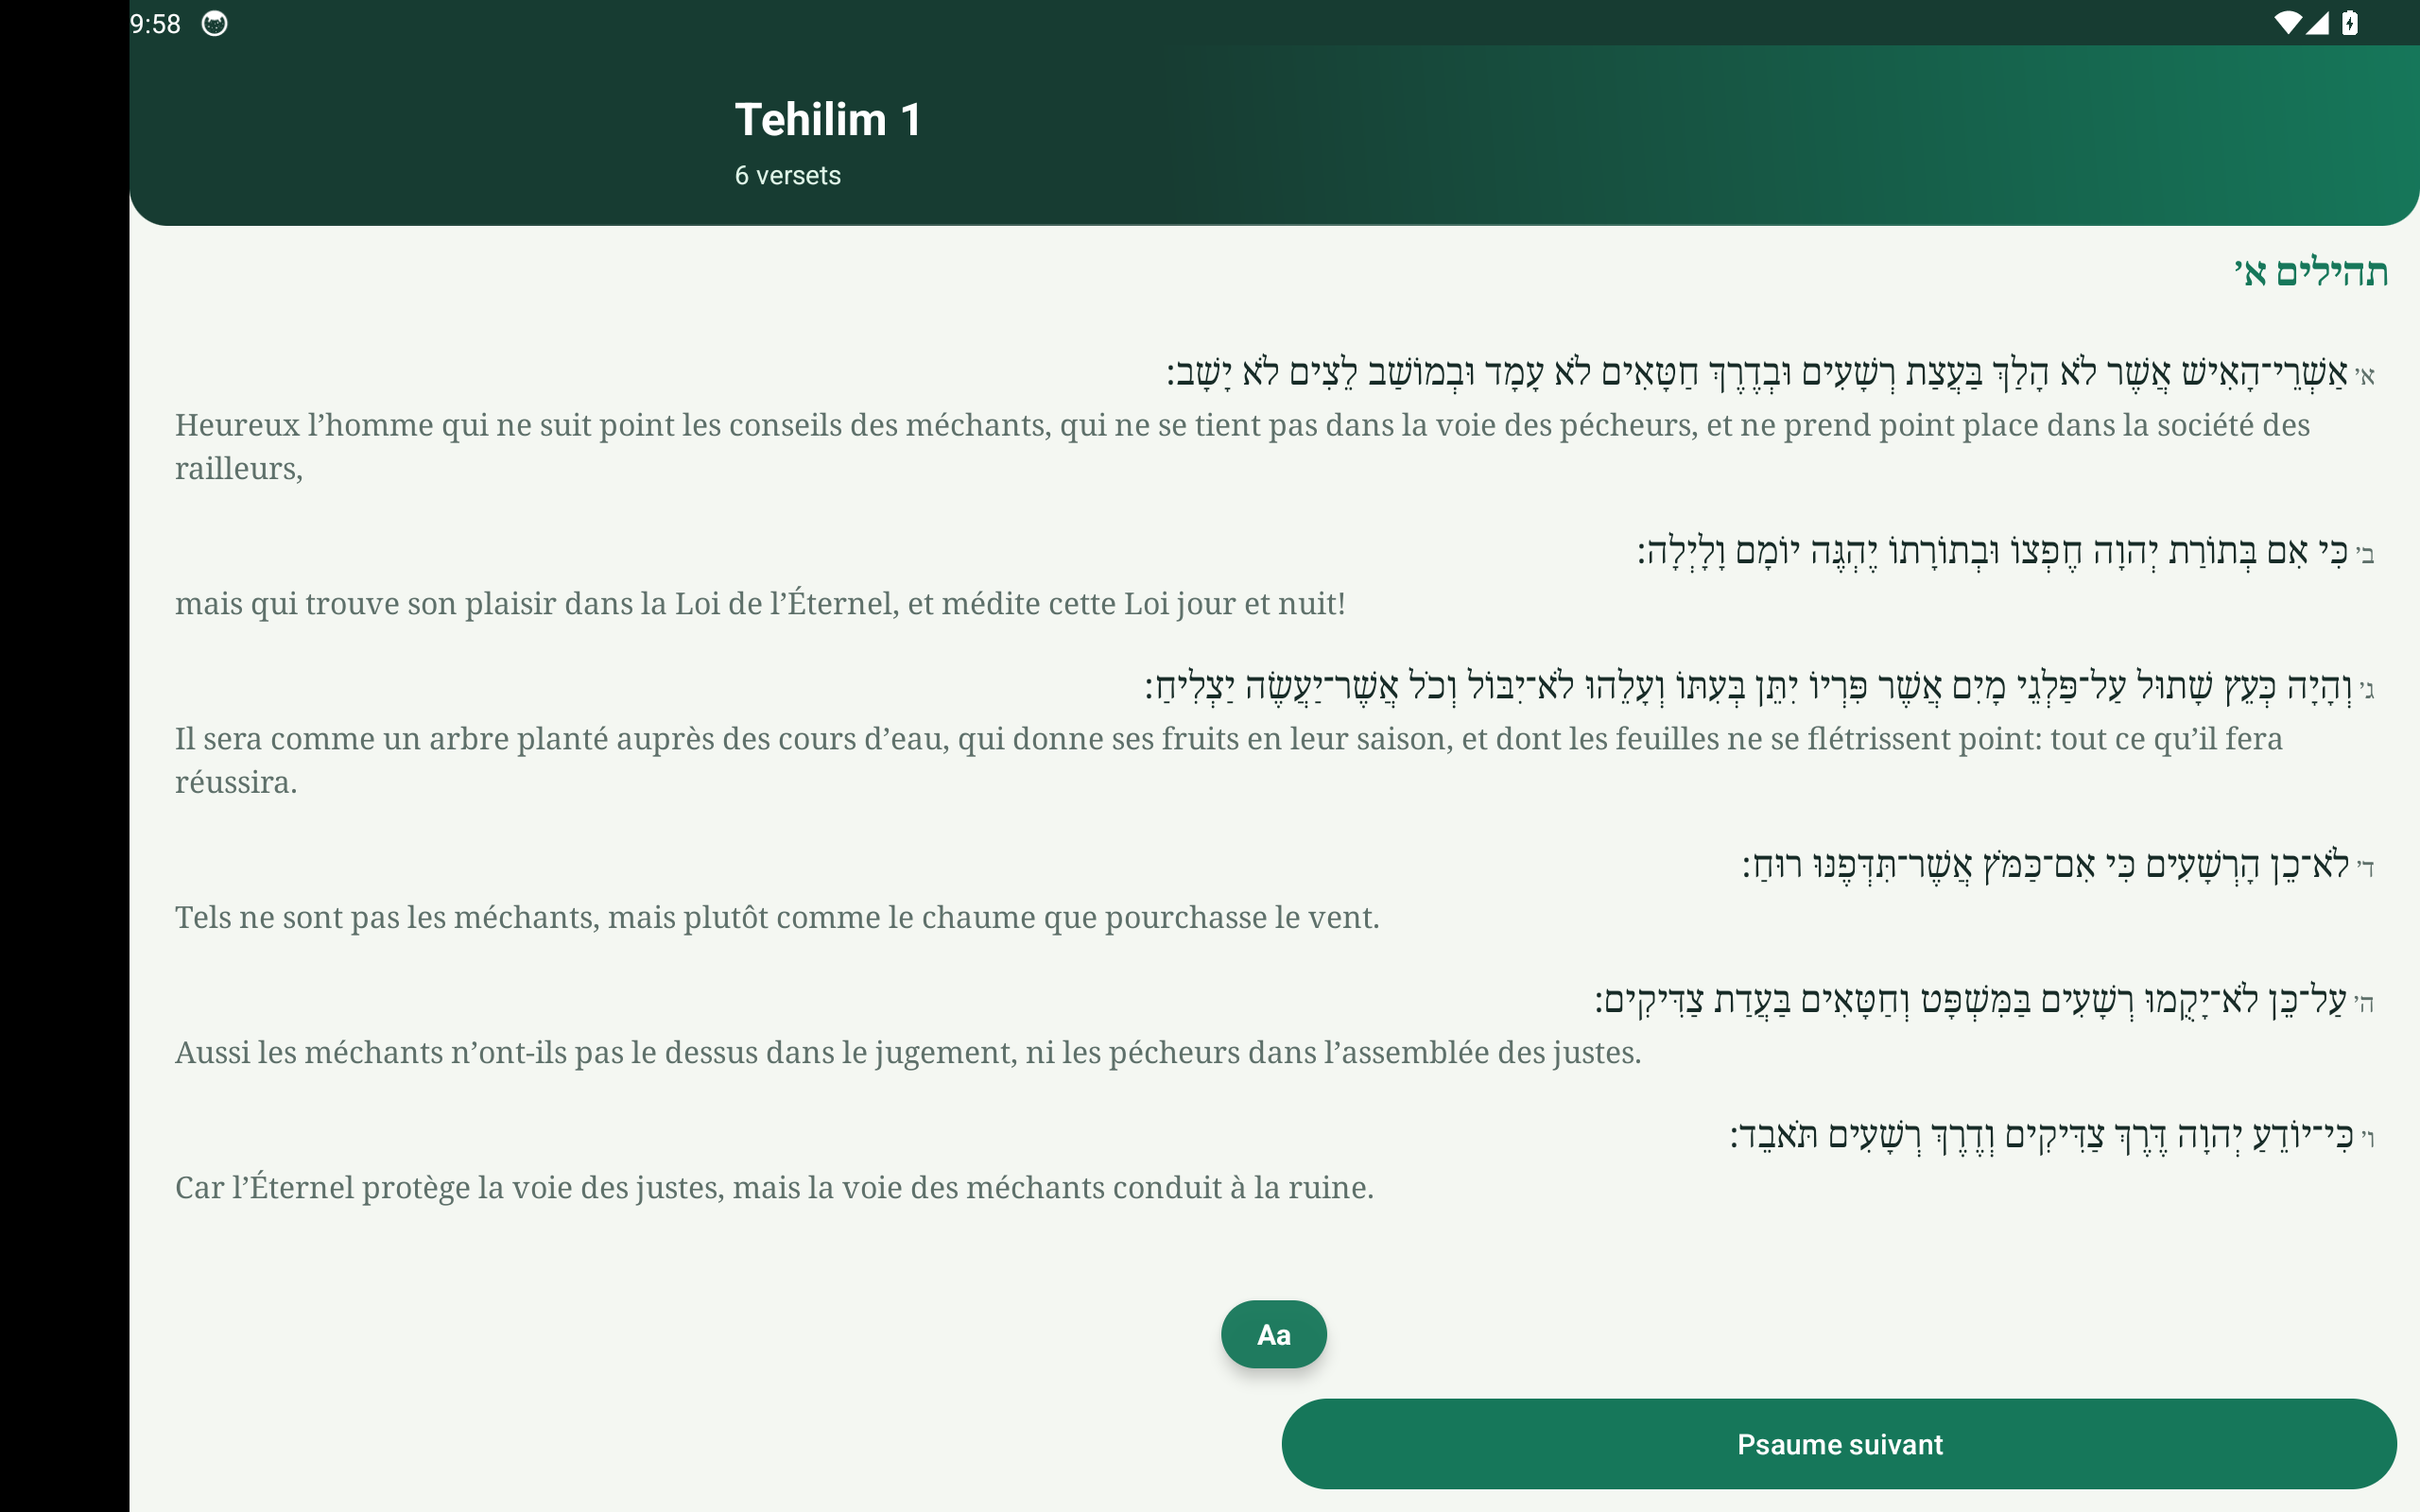 9:58
Tehilim 1
6 versets
תהילים א׳
א׳ אַשְׁרֵי־הָאִישׁ אֲשֶׁר לֹא הָלַךְ בַּעֲצַת רְשָׁעִים וּבְדֶרֶךְ חַטָּאִים לֹא עָמָד וּבְמוֹשַׁב לֵצִים לֹא יָשָׁב׃
Heureux l’homme qui ne suit point les conseils des méchants, qui ne se tient pas dans la voie des pécheurs, et ne prend point place dans la société des
railleurs,
ב׳ כִּי אִם בְּתוֹרַת יְהוָה חֶפְצוֹ וּבְתוֹרָתוֹ יֶהְגֶּה יוֹמָם וָלָיְלָה׃
mais qui trouve son plaisir dans la Loi de l’Éternel, et médite cette Loi jour et nuit!
ג׳ וְהָיָה כְּעֵץ שָׁתוּל עַל־פַּלְגֵי מָיִם אֲשֶׁר פִּרְיוֹ יִתֵּן בְּעִתּוֹ וְעָלֵהוּ לֹא־יִבּוֹל וְכֹל אֲשֶׁר־יַעֲשֶׂה יַצְלִיחַ׃
Il sera comme un arbre planté auprès des cours d’eau, qui donne ses fruits en leur saison, et dont les feuilles ne se flétrissent point: tout ce qu’il fera
réussira.
ד׳ לֹא־כֵן הָרְשָׁעִים כִּי אִם־כַּמֹּץ אֲשֶׁר־תִּדְּפֶנּוּ רוּחַ׃
Tels ne sont pas les méchants, mais plutôt comme le chaume que pourchasse le vent.
ה׳ עַל־כֵּן לֹא־יָקֻמוּ רְשָׁעִים בַּמִּשְׁפָּט וְחַטָּאִים בַּעֲדַת צַדִּיקִים׃
Aussi les méchants n’ont-ils pas le dessus dans le jugement, ni les pécheurs dans l’assemblée des justes.
ו׳ כִּי־יוֹדֵעַ יְהוָה דֶּרֶךְ צַדִּיקִים וְדֶרֶךְ רְשָׁעִים תֹּאבֵד׃
Car l’Éternel protège la voie des justes, mais la voie des méchants conduit à la ruine.
Aa
Psaume suivant